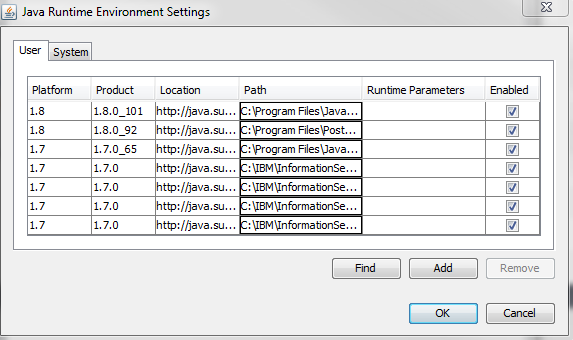 Java Runtime Environment Settings
User System
Platform Product Location Path Runtime Parameters Enabled
1.8 1.8.0_101 http://java.su... C:\Program Files\Java...
1.8 1.8.0_92 http://java.su... C:\Program Files\Post...
1.7 1.7.0_65 http://java.su... C:\Program Files\Java...
1.7 1.7.0 http://java.su... C:\IBM\InformationSe...
1.7 1.7.0 http://java.su... C:\IBM\InformationSe...
1.7 1.7.0 http://java.su... C:\IBM\InformationSe...
1.7 1.7.0 http://java.su... C:\IBM\InformationSe...
Find Add Remove
OK Cancel